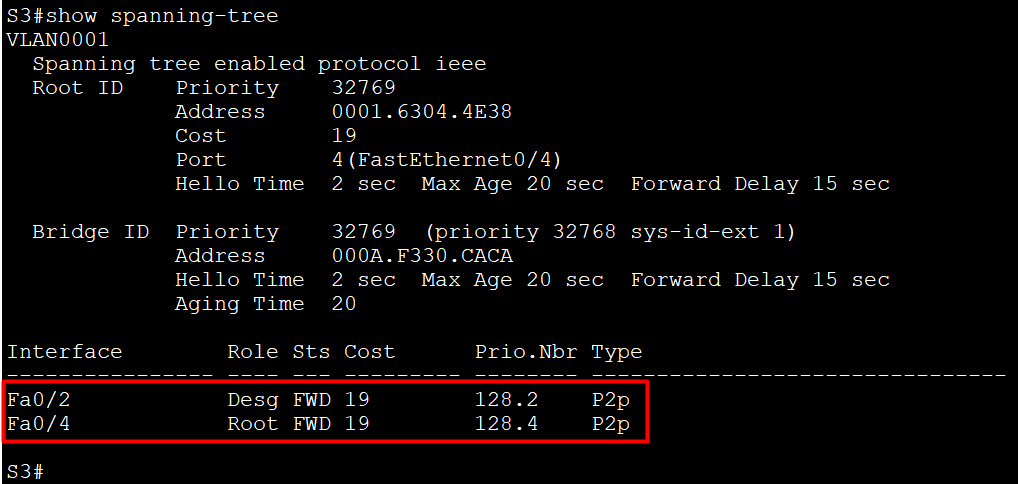 S3#show spanning-tree
VLAN0001
  Spanning tree enabled protocol ieee
  Root ID    Priority    32769
             Address     0001.6304.4E38
             Cost        19
             Port        4(FastEthernet0/4)
             Hello Time  2 sec  Max Age 20 sec  Forward Delay 15 sec

  Bridge ID  Priority    32769  (priority 32768 sys-id-ext 1)
             Address     000A.F330.CACA
             Hello Time  2 sec  Max Age 20 sec  Forward Delay 15 sec
             Aging Time  20

Interface        Role Sts Cost      Prio.Nbr Type
---------------- ---- --- --------- -------- --------------------------------
Fa0/2            Desg FWD 19        128.2    P2p
Fa0/4            Root FWD 19        128.4    P2p

S3#